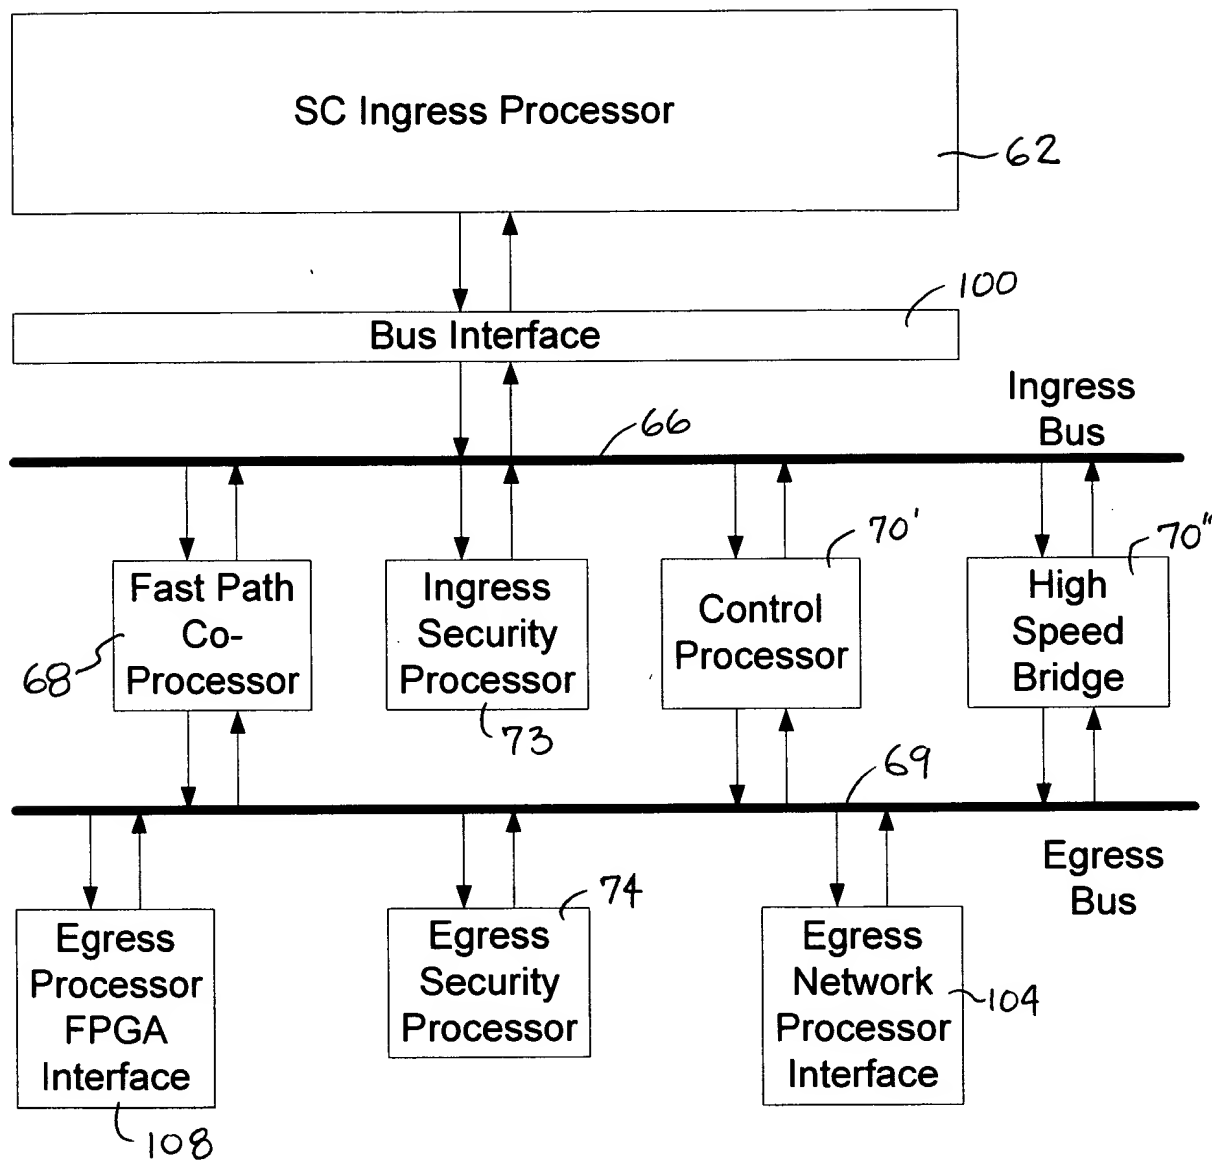 SC Ingress Processor
62
100
Bus Interface
Ingress
Bus
66
70'
70"
Fast Path
Co-
Processor
68
Ingress
Security
Processor
73
Control
Processor
High
Speed
Bridge
69
Egress
Bus
74
Egress
Processor
FPGA
Interface
108
Egress
Security
Processor
Egress
Network
Processor
Interface
104